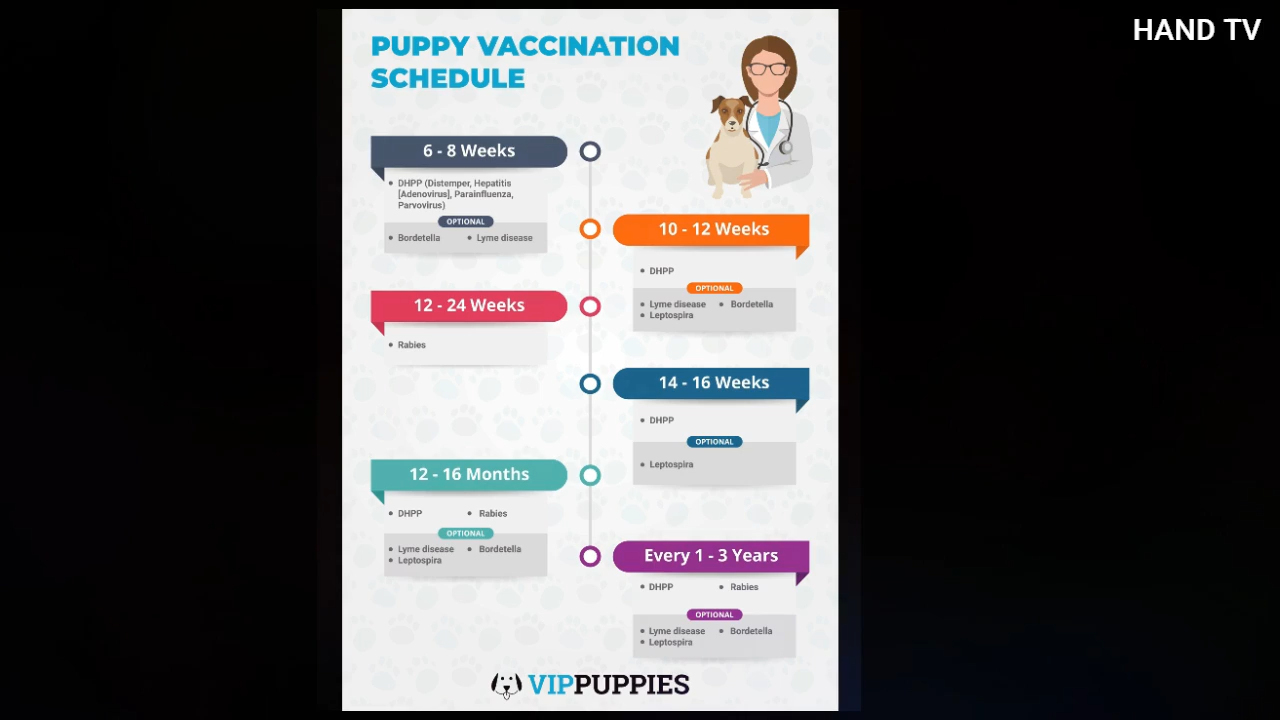 HAND TV
PUPPY VACCINATION
SCHEDULE
6 - 8 Weeks
• DHPP (Distemper, Hepatitis
[Adenovirus], Parainfluenza,
Parvovirus)
OPTIONAL
• Bordetella • Lyme disease
10 - 12 Weeks
• DHPP
OPTIONAL
• Lyme disease • Bordetella
• Leptospira
12 - 24 Weeks
• Rabies
14 - 16 Weeks
• DHPP
OPTIONAL
• Leptospira
12 - 16 Months
• DHPP • Rabies
OPTIONAL
• Lyme disease • Bordetella
• Leptospira
Every 1 - 3 Years
• DHPP • Rabies
OPTIONAL
• Lyme disease • Bordetella
• Leptospira
VIPPUPPIES